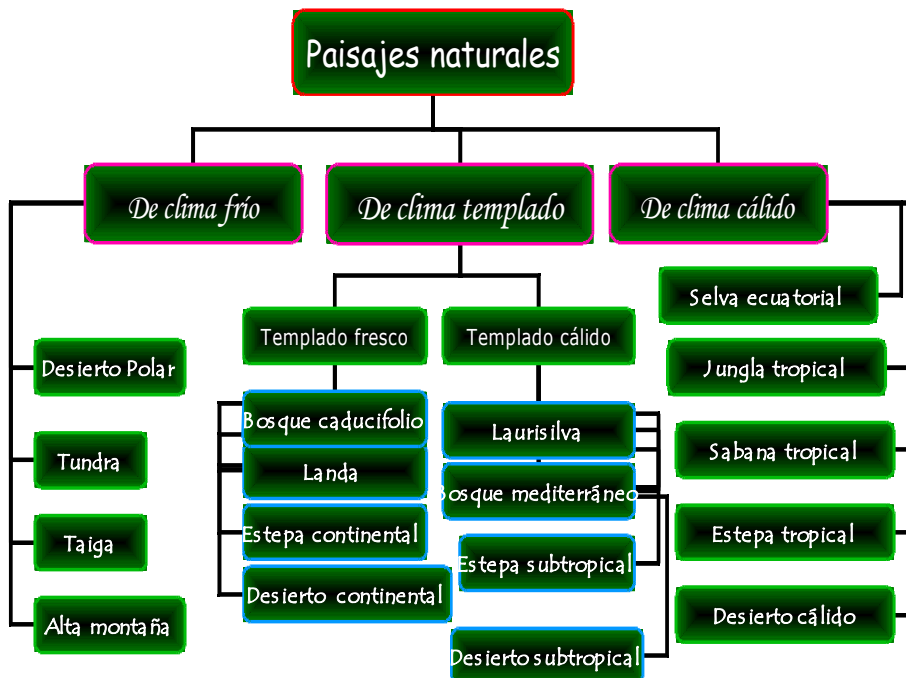 Paisajes naturales
De clima frío
De clima templado
De clima cálido
Desierto Polar
Tundra
Taiga
Alta montaña
Templado fresco
Bosque caducifolio
Landa
Estepa continental
Desierto continental
Templado cálido
Laurisilva
Bosque mediterráneo
Estepa subtropical
Desierto subtropical
Selva ecuatorial
Jungla tropical
Sabana tropical
Estepa tropical
Desierto cálido